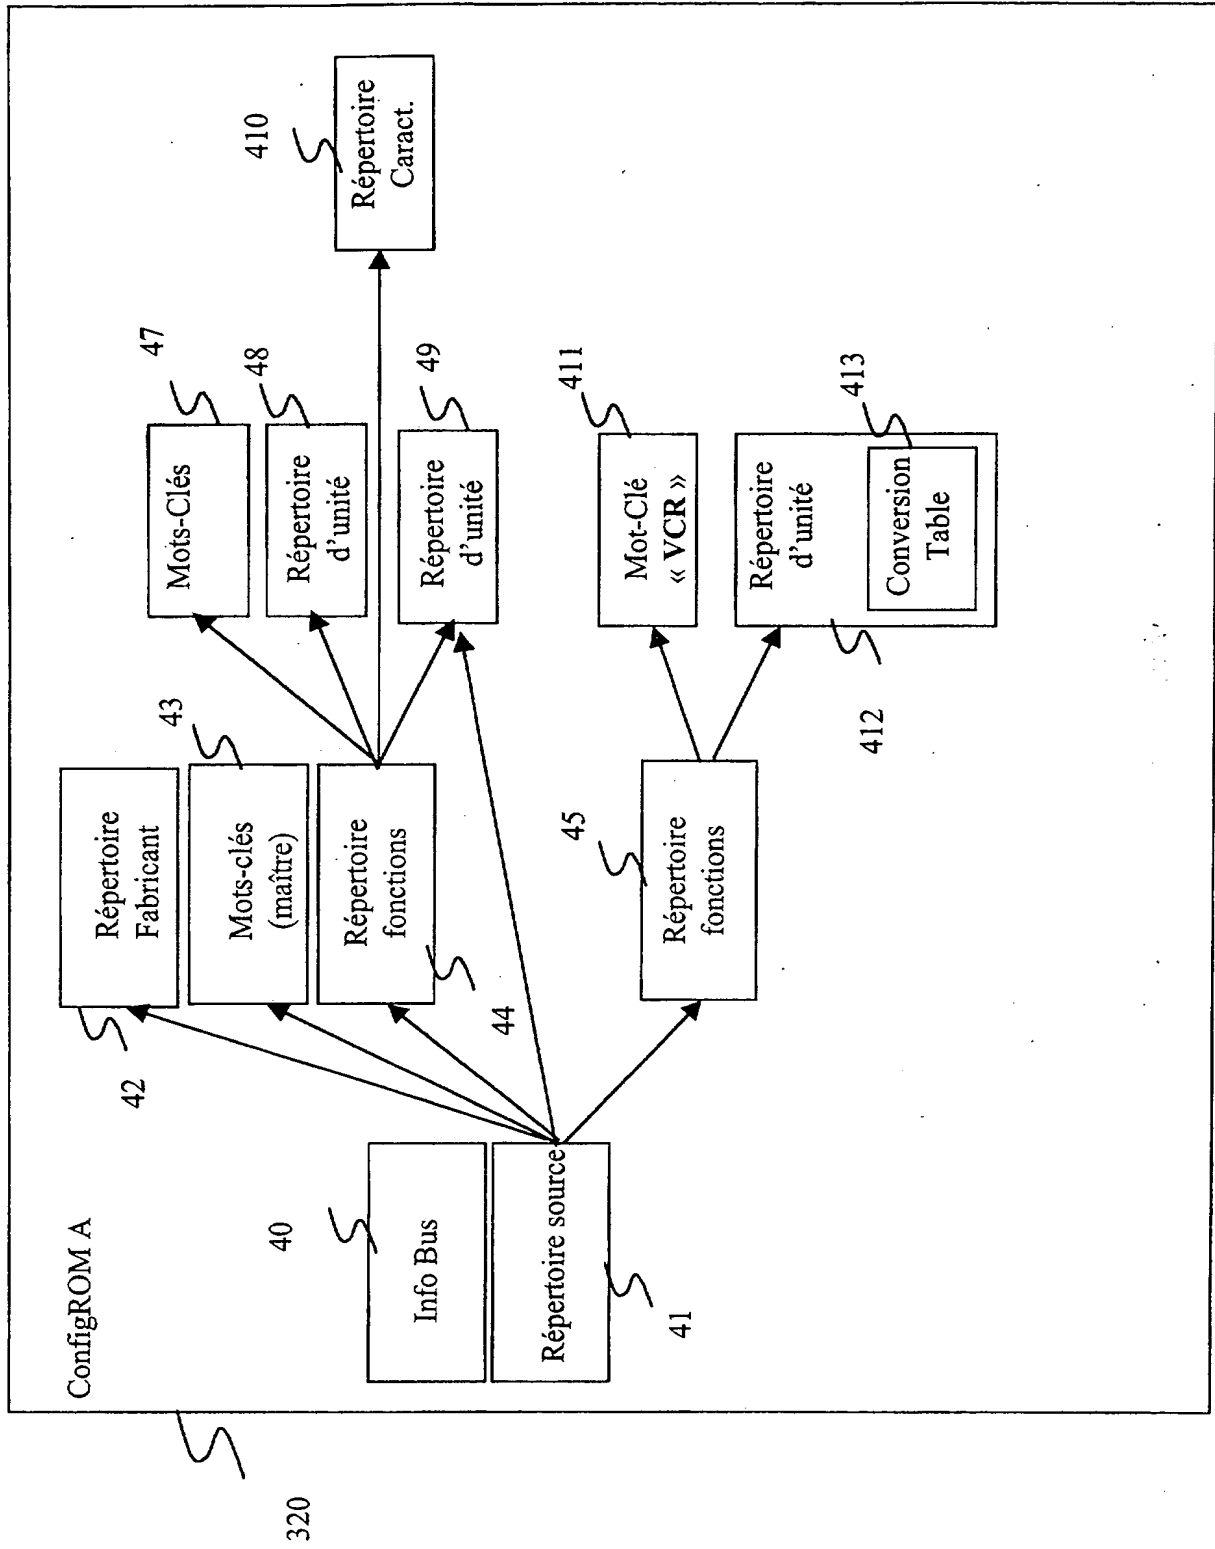 ConfigROM A
320
40
Info Bus
Répertoire source
41
42
Répertoire
Fabricant
43
Mots-clés
(maître)
Répertoire
fonctions
44
45
Répertoire
fonctions
47
Mots-Clés
48
Répertoire
d'unité
49
Répertoire
d'unité
410
Répertoire
Caract.
411
Mot-Clé
« VCR »
412
Répertoire
d'unité
413
Conversion
Table